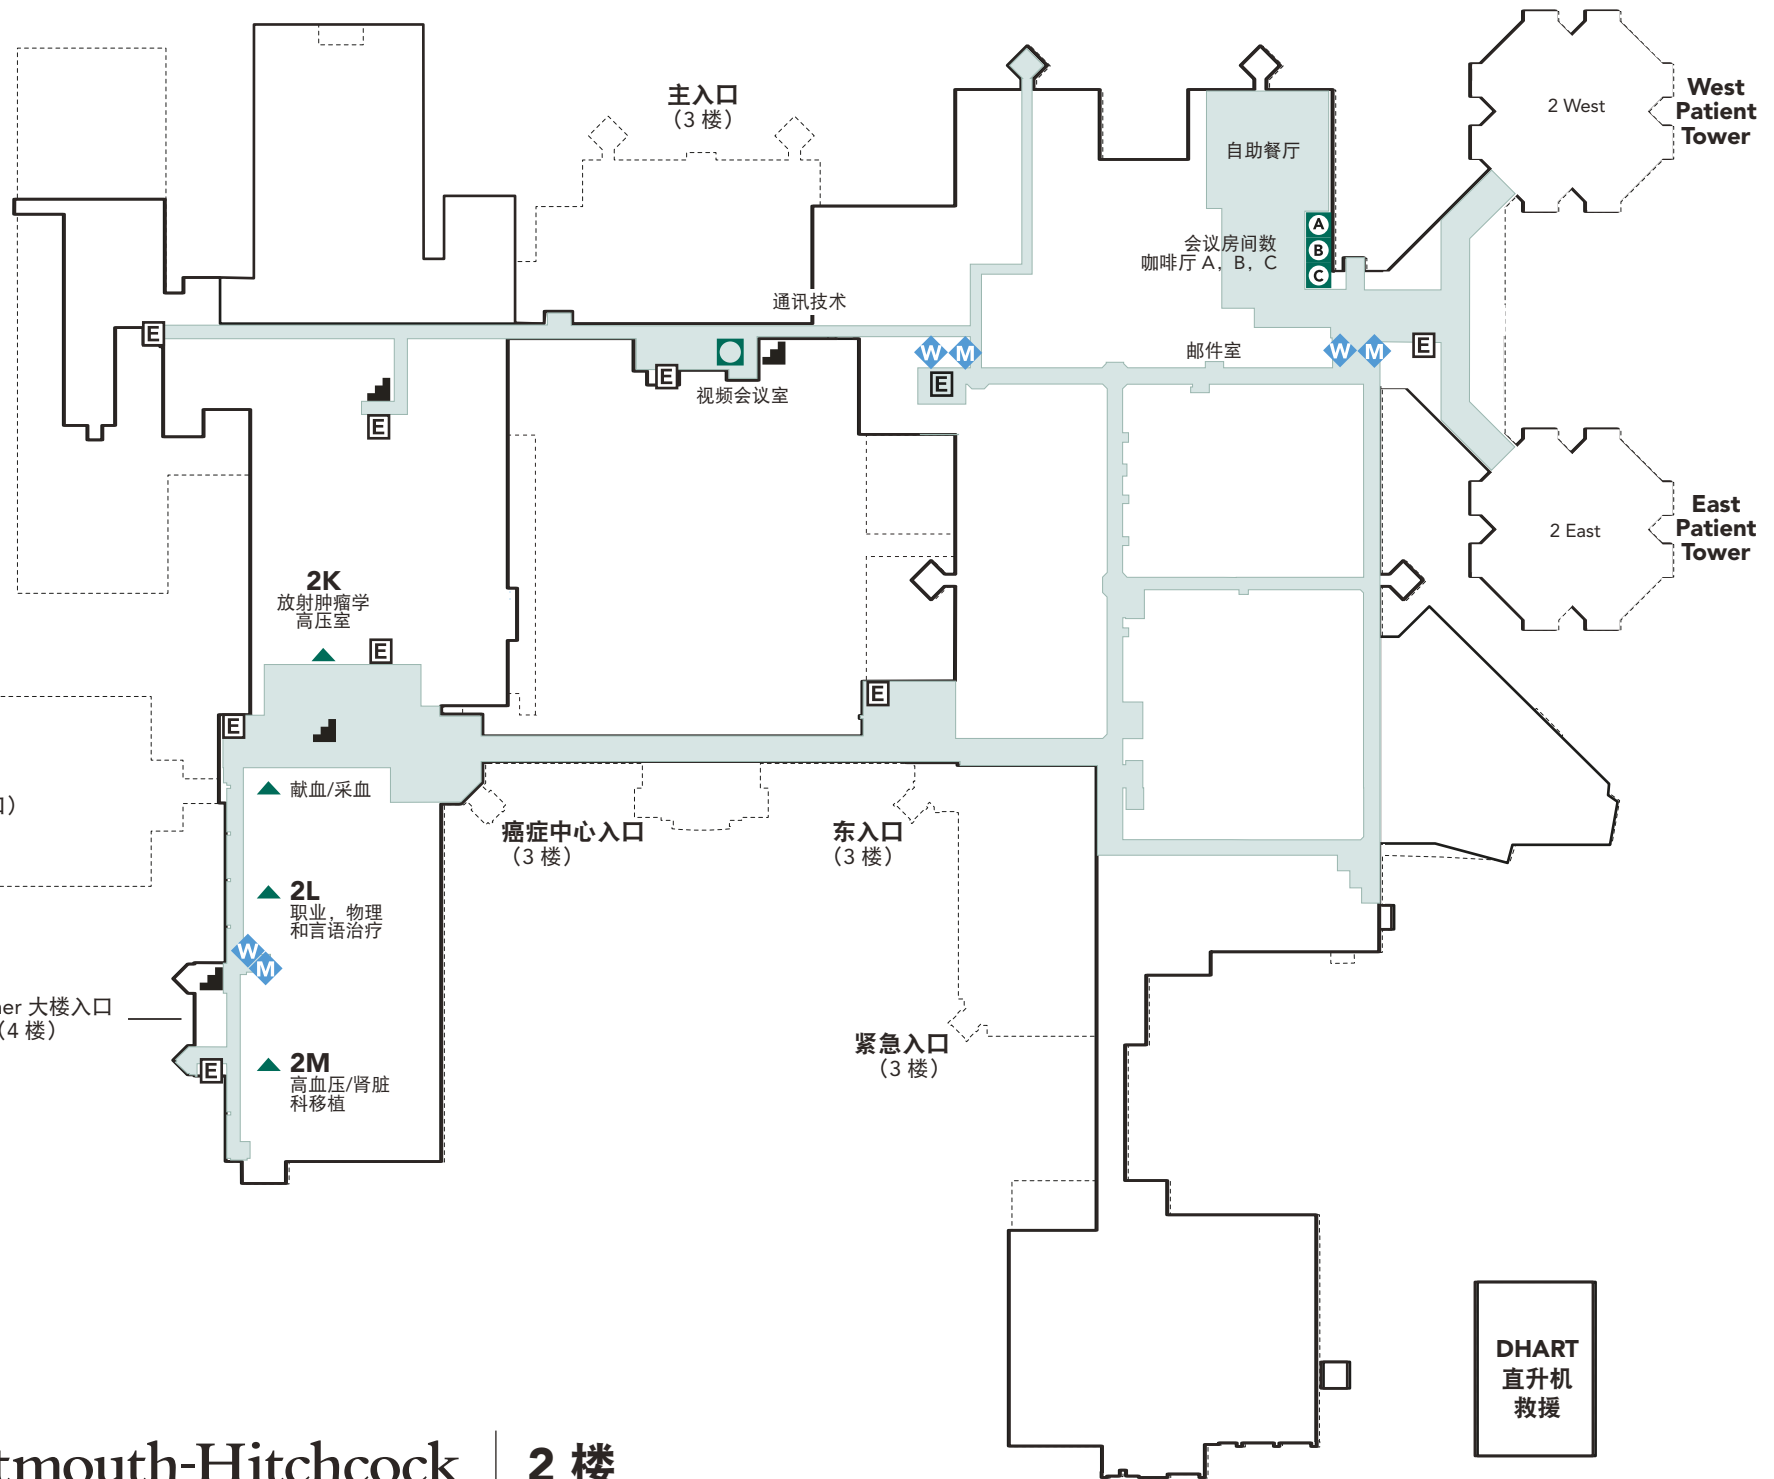 主入口
（3 楼）
2 West
West
Patient
Tower
自助餐厅
A
B
C
会议房间数
咖啡厅 A，B，C
通讯技术
E
E
E
W
M
E
邮件室
W
M
E
视频会议室
2 East
East
Patient
Tower
2K
放射肿瘤学
高压室
E
E
E
献血/采血
口）
癌症中心入口
（3 楼）
东入口
（3 楼）
2L
职业，物理
和言语治疗
W
M
er 大楼入口
（4 楼）
紧急入口
（3 楼）
2M
高血压/肾脏
科移植
E
DHART
直升机
救援
tmouth-Hitchcock
2 楼